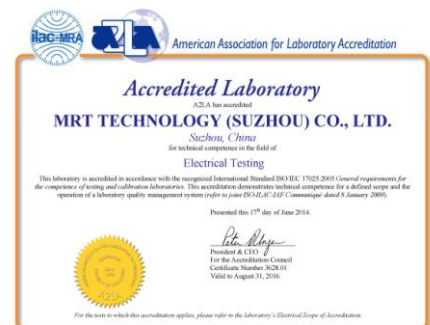 ilac-MRA
A2LA
American Association for Laboratory Accreditation
Accredited Laboratory
A2LA has accredited
MRT TECHNOLOGY (SUZHOU) CO., LTD.
Suzhou, China
for technical competence in the field of
Electrical Testing
This laboratory is accredited in accordance with the recognized International Standard ISO/IEC 17025:2005 General requirements for
the competence of testing and calibration laboratories. This accreditation demonstrates technical competence for a defined scope and the
operation of a laboratory quality management system (refer to joint ISO-ILAC-IAF Communiqué dated 8 January 2009).
Presented this 17th day of June 2014.
President & CEO
For the Accreditation Council
Certificate Number 3628.01
Valid to August 31, 2016
A2LA
For the tests to which this accreditation applies, please refer to the laboratory's Electrical Scope of Accreditation.